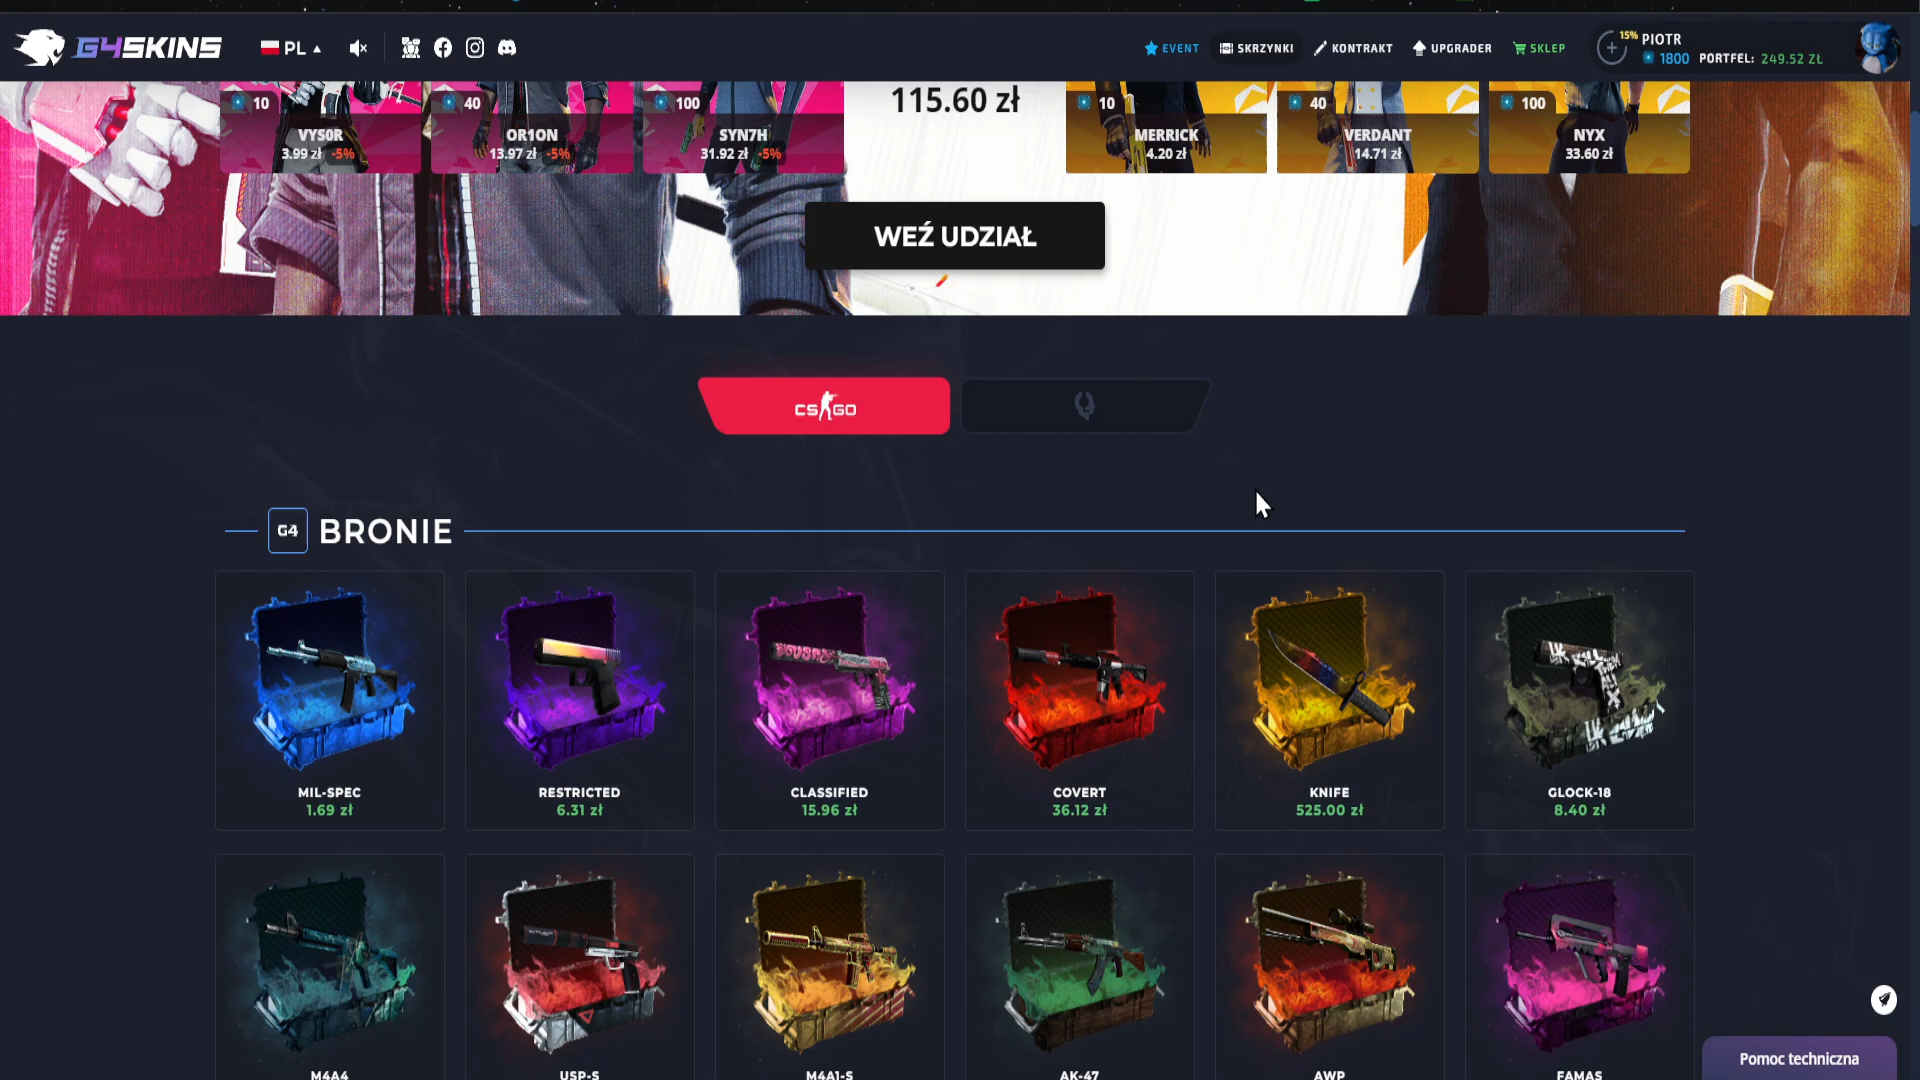 G4SKINS
PL
EVENT
SKRZYNKI
KONTRAKT
UPGRADER
SKLEP
15%
PIOTR
1800
PORTFEL: 249.52 ZŁ
10
VYS0R
3.99 zł -5%
40
OR1ON
13.97 zł -5%
100
SYN7H
31.92 zł -5%
115.60 zł
10
MERRICK
4.20 zł
40
VERDANT
14.71 zł
100
NYX
33.60 zł
WEŹ UDZIAŁ
CS GO
G4 BRONIE
MIL-SPEC
1.69 zł
RESTRICTED
6.31 zł
CLASSIFIED
15.96 zł
COVERT
36.12 zł
KNIFE
525.00 zł
GLOCK-18
8.40 zł
M4A4
USP-S
M4A1-S
AK-47
AWP
FAMAS
Pomoc techniczna